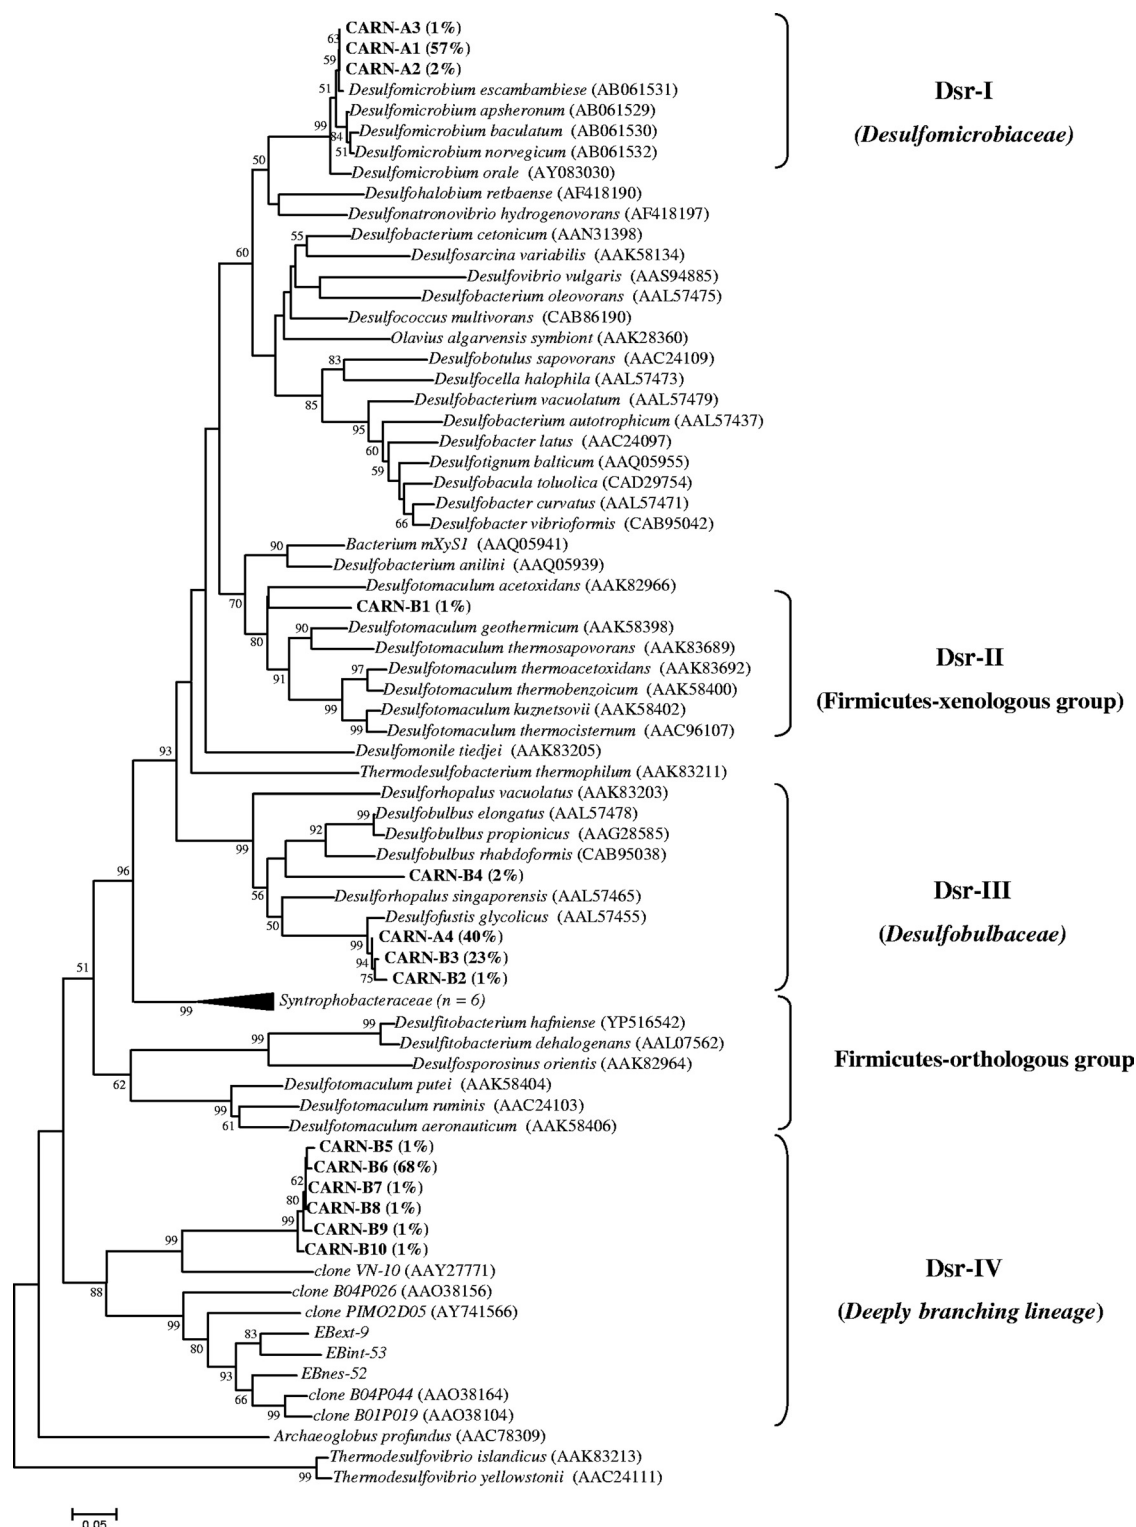 CARN-A3 (1%)
63
CARN-A1 (57%)
59
CARN-A2 (2%)
51
Desulfomicrobium escambambiese (AB061531)
Dsr-I
Desulfomicrobium apsheronum (AB061529)
99
Desulfomicrobium baculatum (AB061530)
84
(Desulfomicrobiaceae)
51
Desulfomicrobium norvegicum (AB061532)
50
Desulfomicrobium orale (AY083030)
Desulfohalobium retbaense (AF418190)
Desulfonatronovibrio hydrogenovorans (AF418197)
55
Desulfobacterium cetonicum (AAN31398)
60
Desulfosarcina variabilis (AAK58134)
Desulfovibrio vulgaris (AAS94885)
Desulfobacterium oleovorans (AAL57475)
Desulfococcus multivorans (CAB86190)
Olavius algarvensis symbiont (AAK28360)
83
Desulfobotulus sapovorans (AAC24109)
Desulfocella halophila (AAL57473)
85
Desulfobacterium vacuolatum (AAL57479)
95
Desulfobacterium autotrophicum (AAL57437)
60
Desulfobacter latus (AAC24097)
59
Desulfotignum balticum (AAQ05955)
Desulfobacula toluolica (CAD29754)
Desulfobacter curvatus (AAL57471)
66
Desulfobacter vibrioformis (CAB95042)
90
Bacterium mXyS1 (AAQ05941)
Desulfobacterium anilini (AAQ05939)
Desulfotomaculum acetoxidans (AAK82966)
70
CARN-B1 (1%)
90
Desulfotomaculum geothermicum (AAK58398)
80
Desulfotomaculum thermosapovorans (AAK83689)
Dsr-II
97
Desulfotomaculum thermoacetoxidans (AAK83692)
91
Desulfotomaculum thermobenzoicum (AAK58400)
(Firmicutes-xenologous group)
99
Desulfotomaculum kuznetsovii (AAK58402)
99
Desulfotomaculum thermocisternum (AAC96107)
93
Desulfomonile tiedjei (AAK83205)
Thermodesulfobacterium thermophilum (AAK83211)
Desulforhopalus vacuolatus (AAK83203)
99
Desulfobulbus elongatus (AAL57478)
92
Desulfobulbus propionicus (AAG28585)
99
Desulfobulbus rhabdoformis (CAB95038)
96
CARN-B4 (2%)
Dsr-III
56
Desulforhopalus singaporensis (AAL57465)
50
Desulfofustis glycolicus (AAL57455)
(Desulfobulbaceae)
CARN-A4 (40%)
99
CARN-B3 (23%)
94
51
CARN-B2 (1%)
75
Syntrophobacteraceae (n = 6)
99
99
Desulfitobacterium hafniense (YP516542)
99
Desulfitobacterium dehalogenans (AAL07562)
Firmicutes-orthologous group
Desulfosporosinus orientis (AAK82964)
62
Desulfotomaculum putei (AAK58404)
99
Desulfotomaculum ruminis (AAC24103)
61
Desulfotomaculum aeronauticum (AAK58406)
CARN-B5 (1%)
CARN-B6 (68%)
62
CARN-B7 (1%)
80
CARN-B8 (1%)
99
CARN-B9 (1%)
99
CARN-B10 (1%)
clone VN-10 (AAY27771)
Dsr-IV
88
clone B04P026 (AAO38156)
clone PIMO2D05 (AY741566)
(Deeply branching lineage)
99
83
EBext-9
80
EBint-53
93
EBnes-52
66
clone B04P044 (AAO38164)
99
clone B01P019 (AAO38104)
Archaeoglobus profundus (AAC78309)
Thermodesulfovibrio islandicus (AAK83213)
99
Thermodesulfovibrio yellowstonii (AAC24111)
0.05